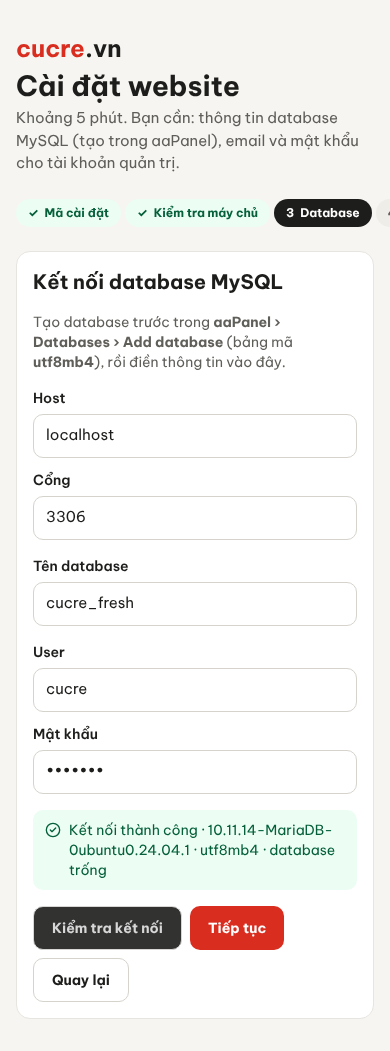 cucre.vn
Cài đặt website
Khoảng 5 phút. Bạn cần: thông tin database
MySQL (tạo trong aaPanel), email và mật khẩu
cho tài khoản quản trị.
✓ Mã cài đặt ✓ Kiểm tra máy chủ 3 Database
Kết nối database MySQL
Tạo database trước trong aaPanel ›
Databases › Add database (bảng mã
utf8mb4), rồi điền thông tin vào đây.
Host
localhost
Cổng
3306
Tên database
cucre_fresh
User
cucre
Mật khẩu
•••••••
Kết nối thành công · 10.11.14-MariaDB-
0ubuntu0.24.04.1 · utf8mb4 · database
trống
Kiểm tra kết nối Tiếp tục
Quay lại